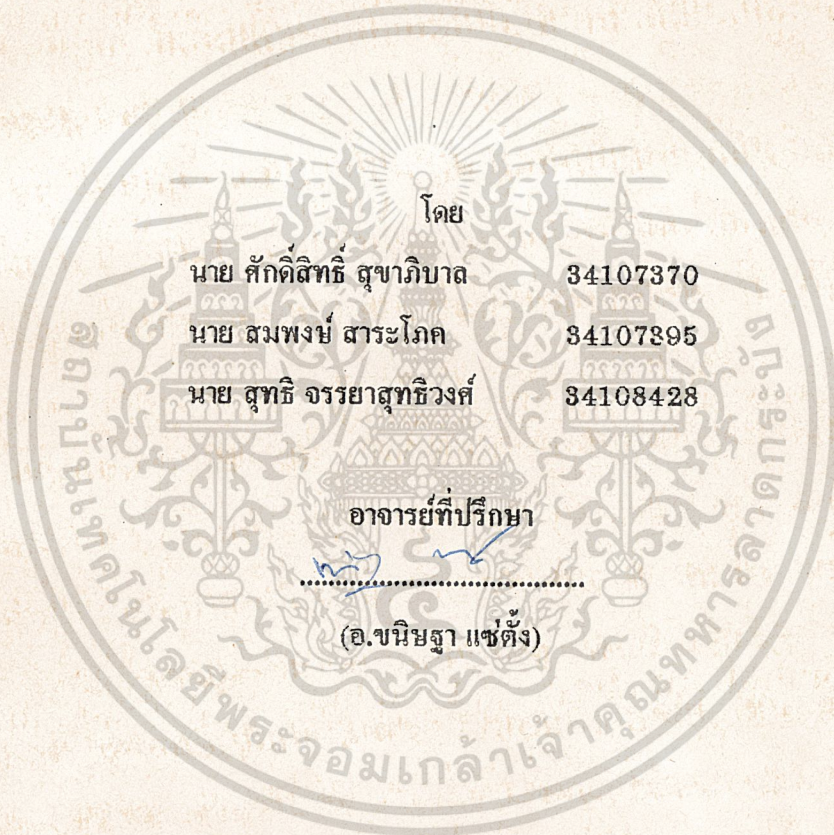 โดย
นาย ศักดิ์สิทธิ์ สุขาภิบาล 34107370
นาย สมพงษ์ สาระโภค 34107395
นาย สุทธิ จรรยาสุทธิวงศ์ 34108428
อาจารย์ที่ปรึกษา
(อ.ขนิษฐา แซ่ตั้ง)
สถาบันเทคโนโลยีพระจอมเกล้าเจ้าคุณทหารลาดกระบัง